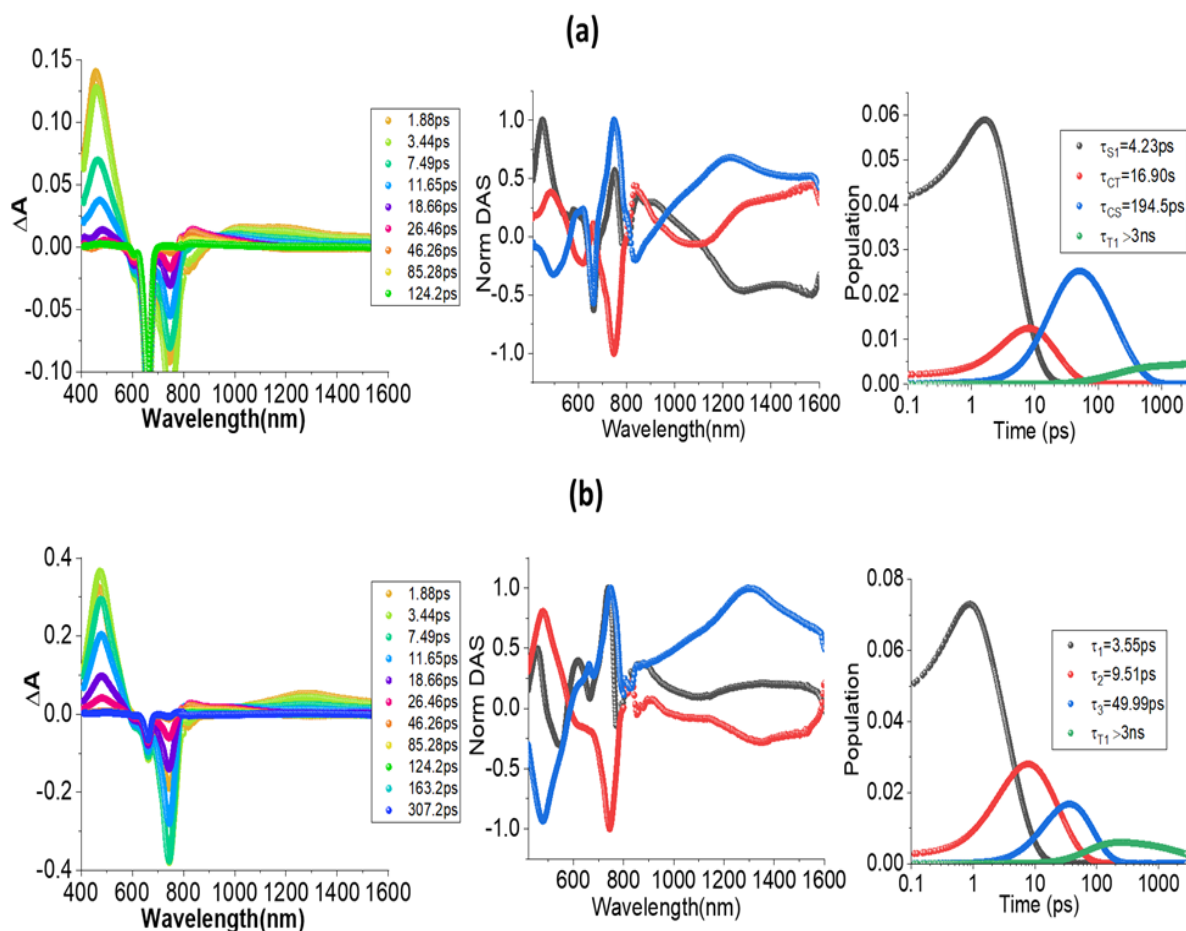 (a)
ΔA
0.15
0.10
0.05
0.00
-0.05
-0.10
400 600 800 1000 1200 1400 1600
Wavelength(nm)
1.88ps
3.44ps
7.49ps
11.65ps
18.66ps
26.46ps
46.26ps
85.28ps
124.2ps
Norm DAS
1.0
0.5
0.0
-0.5
-1.0
600 800 1000 1200 1400 1600
Wavelength(nm)
Population
0.06
0.05
0.04
0.03
0.02
0.01
0.00
0.1 1 10 100 1000
Time (ps)
τS1=4.23ps
τCT=16.90s
τCS=194.5ps
τT1 >3ns
(b)
ΔA
0.4
0.2
0.0
-0.2
-0.4
400 600 800 1000 1200 1400 1600
Wavelength(nm)
1.88ps
3.44ps
7.49ps
11.65ps
18.66ps
26.46ps
46.26ps
85.28ps
124.2ps
163.2ps
307.2ps
Norm DAS
1.0
0.5
0.0
-0.5
-1.0
600 800 1000 1200 1400 1600
Wavelength(nm)
Population
0.08
0.06
0.04
0.02
0.00
0.1 1 10 100 1000
Time (ps)
τ1=3.55ps
τ2=9.51ps
τ3=49.99ps
τT1 >3ns